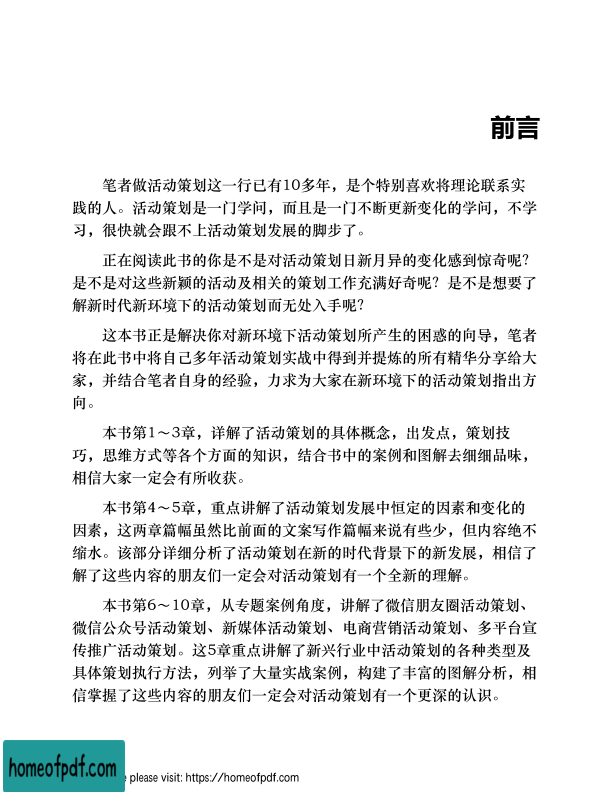 前言
笔者做活动策划这一行已有10多年，是个特别喜欢将理论联系实
践的人。活动策划是一门学问，而且是一门不断更新变化的学问，不学
习，很快就会跟不上活动策划发展的脚步了。
正在阅读此书的你是不是对活动策划日新月异的变化感到惊奇呢？
是不是对这些新颖的活动及相关的策划工作充满好奇呢？是不是想要了
解新时代新环境下的活动策划而无处入手呢？
这本书正是解决你对新环境下活动策划所产生的困惑的向导，笔者
将在此书中将自己多年活动策划实战中得到并提炼的所有精华分享给大
家，并结合笔者自身的经验，力求为大家在新环境下的活动策划指出方
向。
本书第1～3章，详解了活动策划的具体概念，出发点，策划技
巧，思维方式等各个方面的知识，结合书中的案例和图解去细细品味，
相信大家一定会有所收获。
本书第4～5章，重点讲解了活动策划发展中恒定的因素和变化的
因素，这两章篇幅虽然比前面的文案写作篇幅来说有些少，但内容绝不
缩水。该部分详细分析了活动策划在新的时代背景下的新发展，相信了
解了这些内容的朋友们一定会对活动策划有一个全新的理解。
本书第6～10章，从专题案例角度，讲解了微信朋友圈活动策划、
微信公众号活动策划、新媒体活动策划、电商营销活动策划、多平台宣
传推广活动策划。这5章重点讲解了新兴行业中活动策划的各种类型及
具体策划执行方法，列举了大量实战案例，构建了丰富的图解分析，相
信掌握了这些内容的朋友们一定会对活动策划有一个更深的认识。
homeofpdf.com
e please visit: https://homeofpdf.com